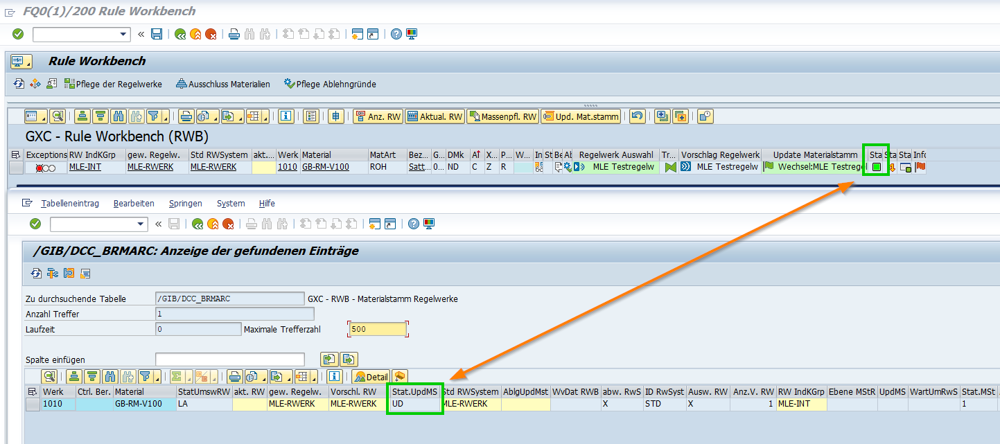 FQ0(1)/200 Rule Workbench
Rule Workbench
Pflege der Regelwerke Ausschluss Materialien Pflege Ablehngründe
Anz. RW Aktual. RW Massenpfl. RW Upd. Mat.stamm
GXC - Rule Workbench (RWB)
Exceptions RW IndKGrp gew. Regelw. Std RWSystem akt.... Werk Material MatArt Bez... G... DMk A X... P... W... In St Be Ab Regelwerk Auswahl Tr... Vorschlag Regelwerk Update Materialstamm Sta Sta Sta Info
MLE-INT MLE-RWERK MLE-RWERK 1010 GB-RM-V100 ROH Satt... 0... ND C Z R MLE Testregelw MLE Testregelw Wechsel:MLE Testregel
Tabelleneintrag Bearbeiten Springen System Hilfe
/GIB/DCC_BRMARC: Anzeige der gefundenen Einträge
Zu durchsuchende Tabelle /GIB/DCC_BRMARC GXC - RWB - Materialstamm Regelwerke
Anzahl Treffer 1
Laufzeit 0 Maximale Trefferzahl 500
Spalte einfügen
Detail
Werk Ctrl. Ber. Material StatUmswRW akt. RW gew. Regelw. Vorschl. RW Stat.UpdMS Std RWSystem AblgUpdMst WvDat RWB abw. RwS ID RwSyst Ausw. RW Anz.V. RW RW IndKGrp Ebene MStR UpdMS WartUmRwS Stat.MSt
1010 GB-RM-V100 LA MLE-RWERK MLE-RWERK UD MLE-RWERK X STD X 1 MLE-INT 1